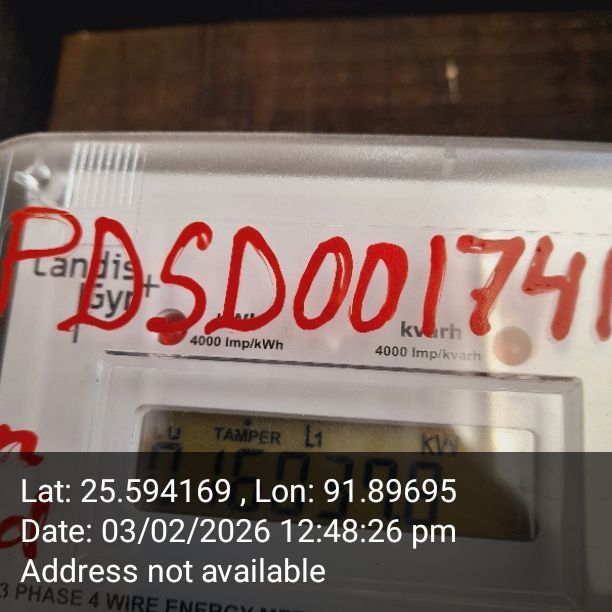 PDSD001741
Landis
Gyr+
kWh
4000 Imp/kWh
kvarh
4000 Imp/kvarh
TAMPER L1 kW
Lat: 25.594169 , Lon: 91.89695
Date: 03/02/2026 12:48:26 pm
Address not available
3 PHASE 4 WIRE ENERGY